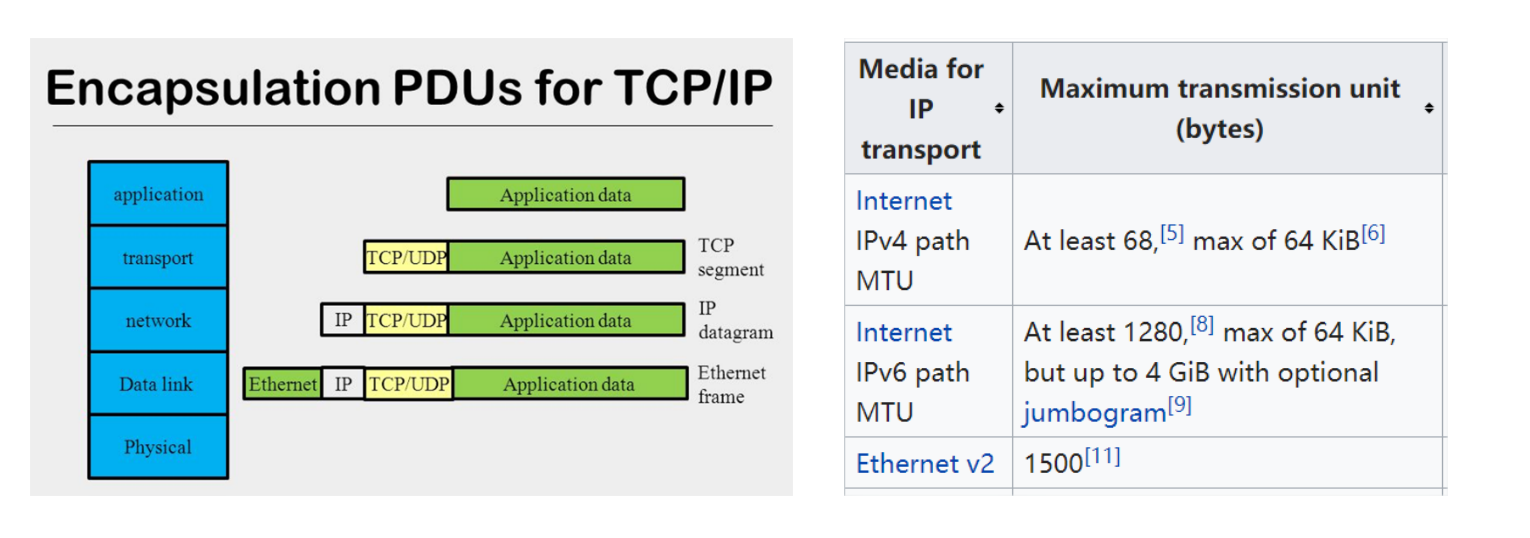 Encapsulation PDUs for TCP/IP
application
Application data
transport
TCP/UDP
Application data
TCP
segment
network
IP
TCP/UDP
Application data
IP
datagram
Data link
Ethernet
IP
TCP/UDP
Application data
Ethernet
frame
Physical
Media for
IP
transport
Maximum transmission unit
(bytes)
Internet
IPv4 path
MTU
At least 68,[5] max of 64 KiB[6]
Internet
IPv6 path
MTU
At least 1280,[8] max of 64 KiB,
but up to 4 GiB with optional
jumbogram[9]
Ethernet v2
1500[11]